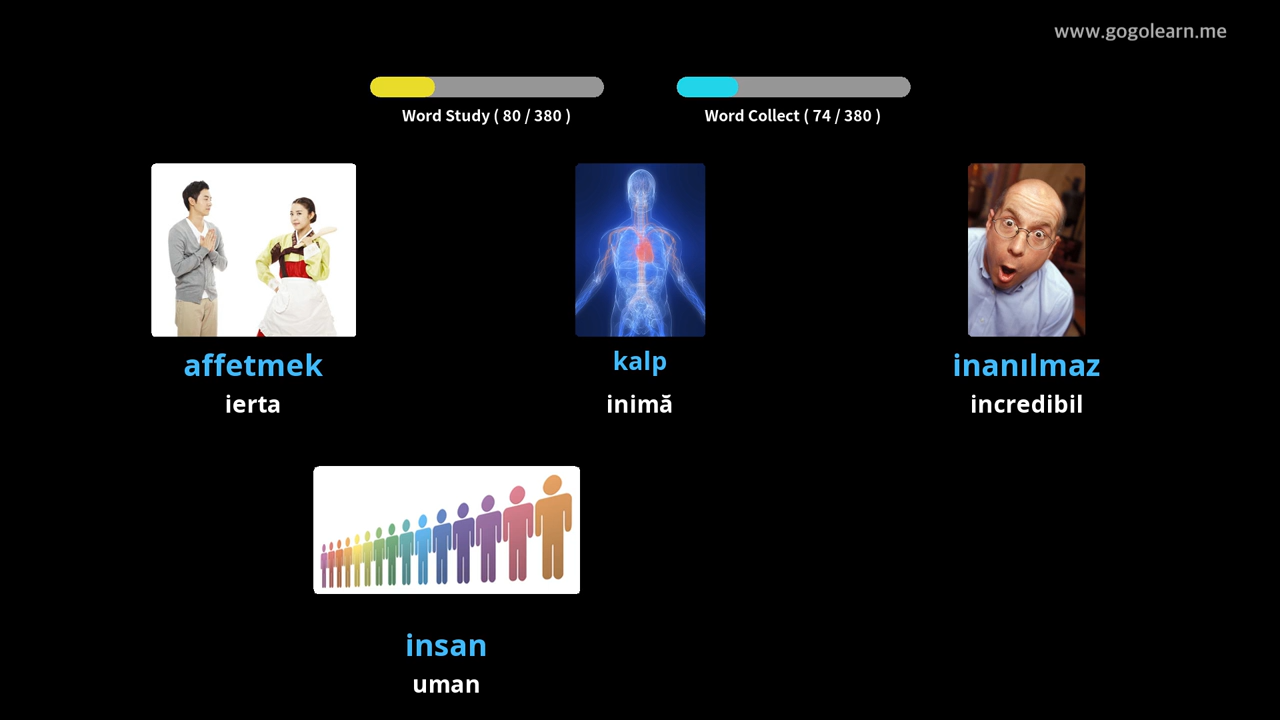 www.gogolearn.me
Word Study ( 80 / 380 )
Word Collect ( 74 / 380 )
affetmek
ierta
kalp
inimă
inanılmaz
incredibil
insan
uman